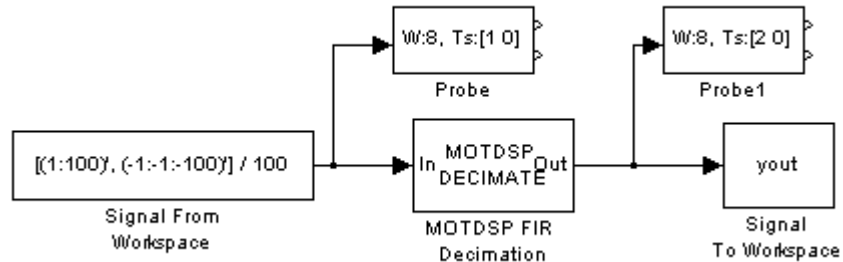 W:8, Ts:[1 0]
Probe
W:8, Ts:[2 0]
Probe1
[(1:100)', (-1:-1:-100)'] / 100
Signal From
Workspace
In MOTDSP Out
DECIMATE
MOTDSP FIR
Decimation
yout
Signal
To Workspace